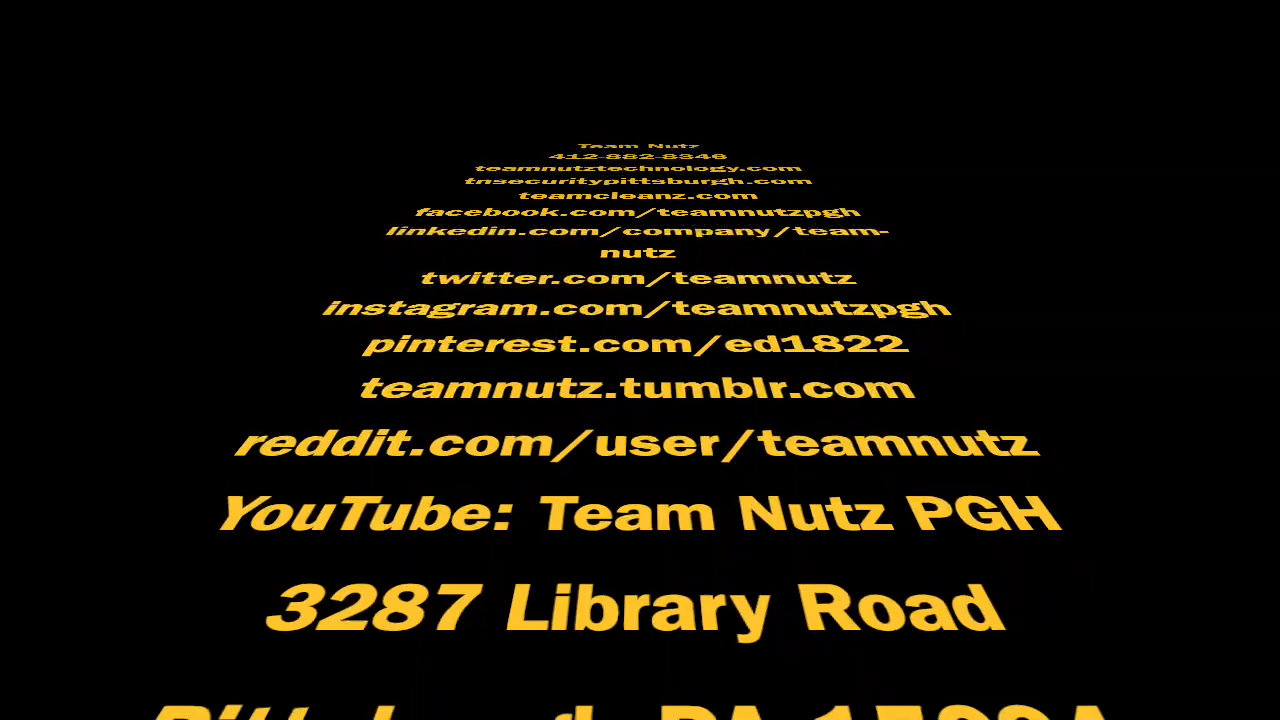 Team Nutz
412-882-8346
teamnutztechnology.com
tnsecuritypittsburgh.com
teamcleanz.com
facebook.com/teamnutzpgh
linkedin.com/company/team-
nutz
twitter.com/teamnutz
instagram.com/teamnutzpgh
pinterest.com/ed1822
teamnutz.tumblr.com
reddit.com/user/teamnutz
YouTube: Team Nutz PGH
3287 Library Road
Pittsburgh PA